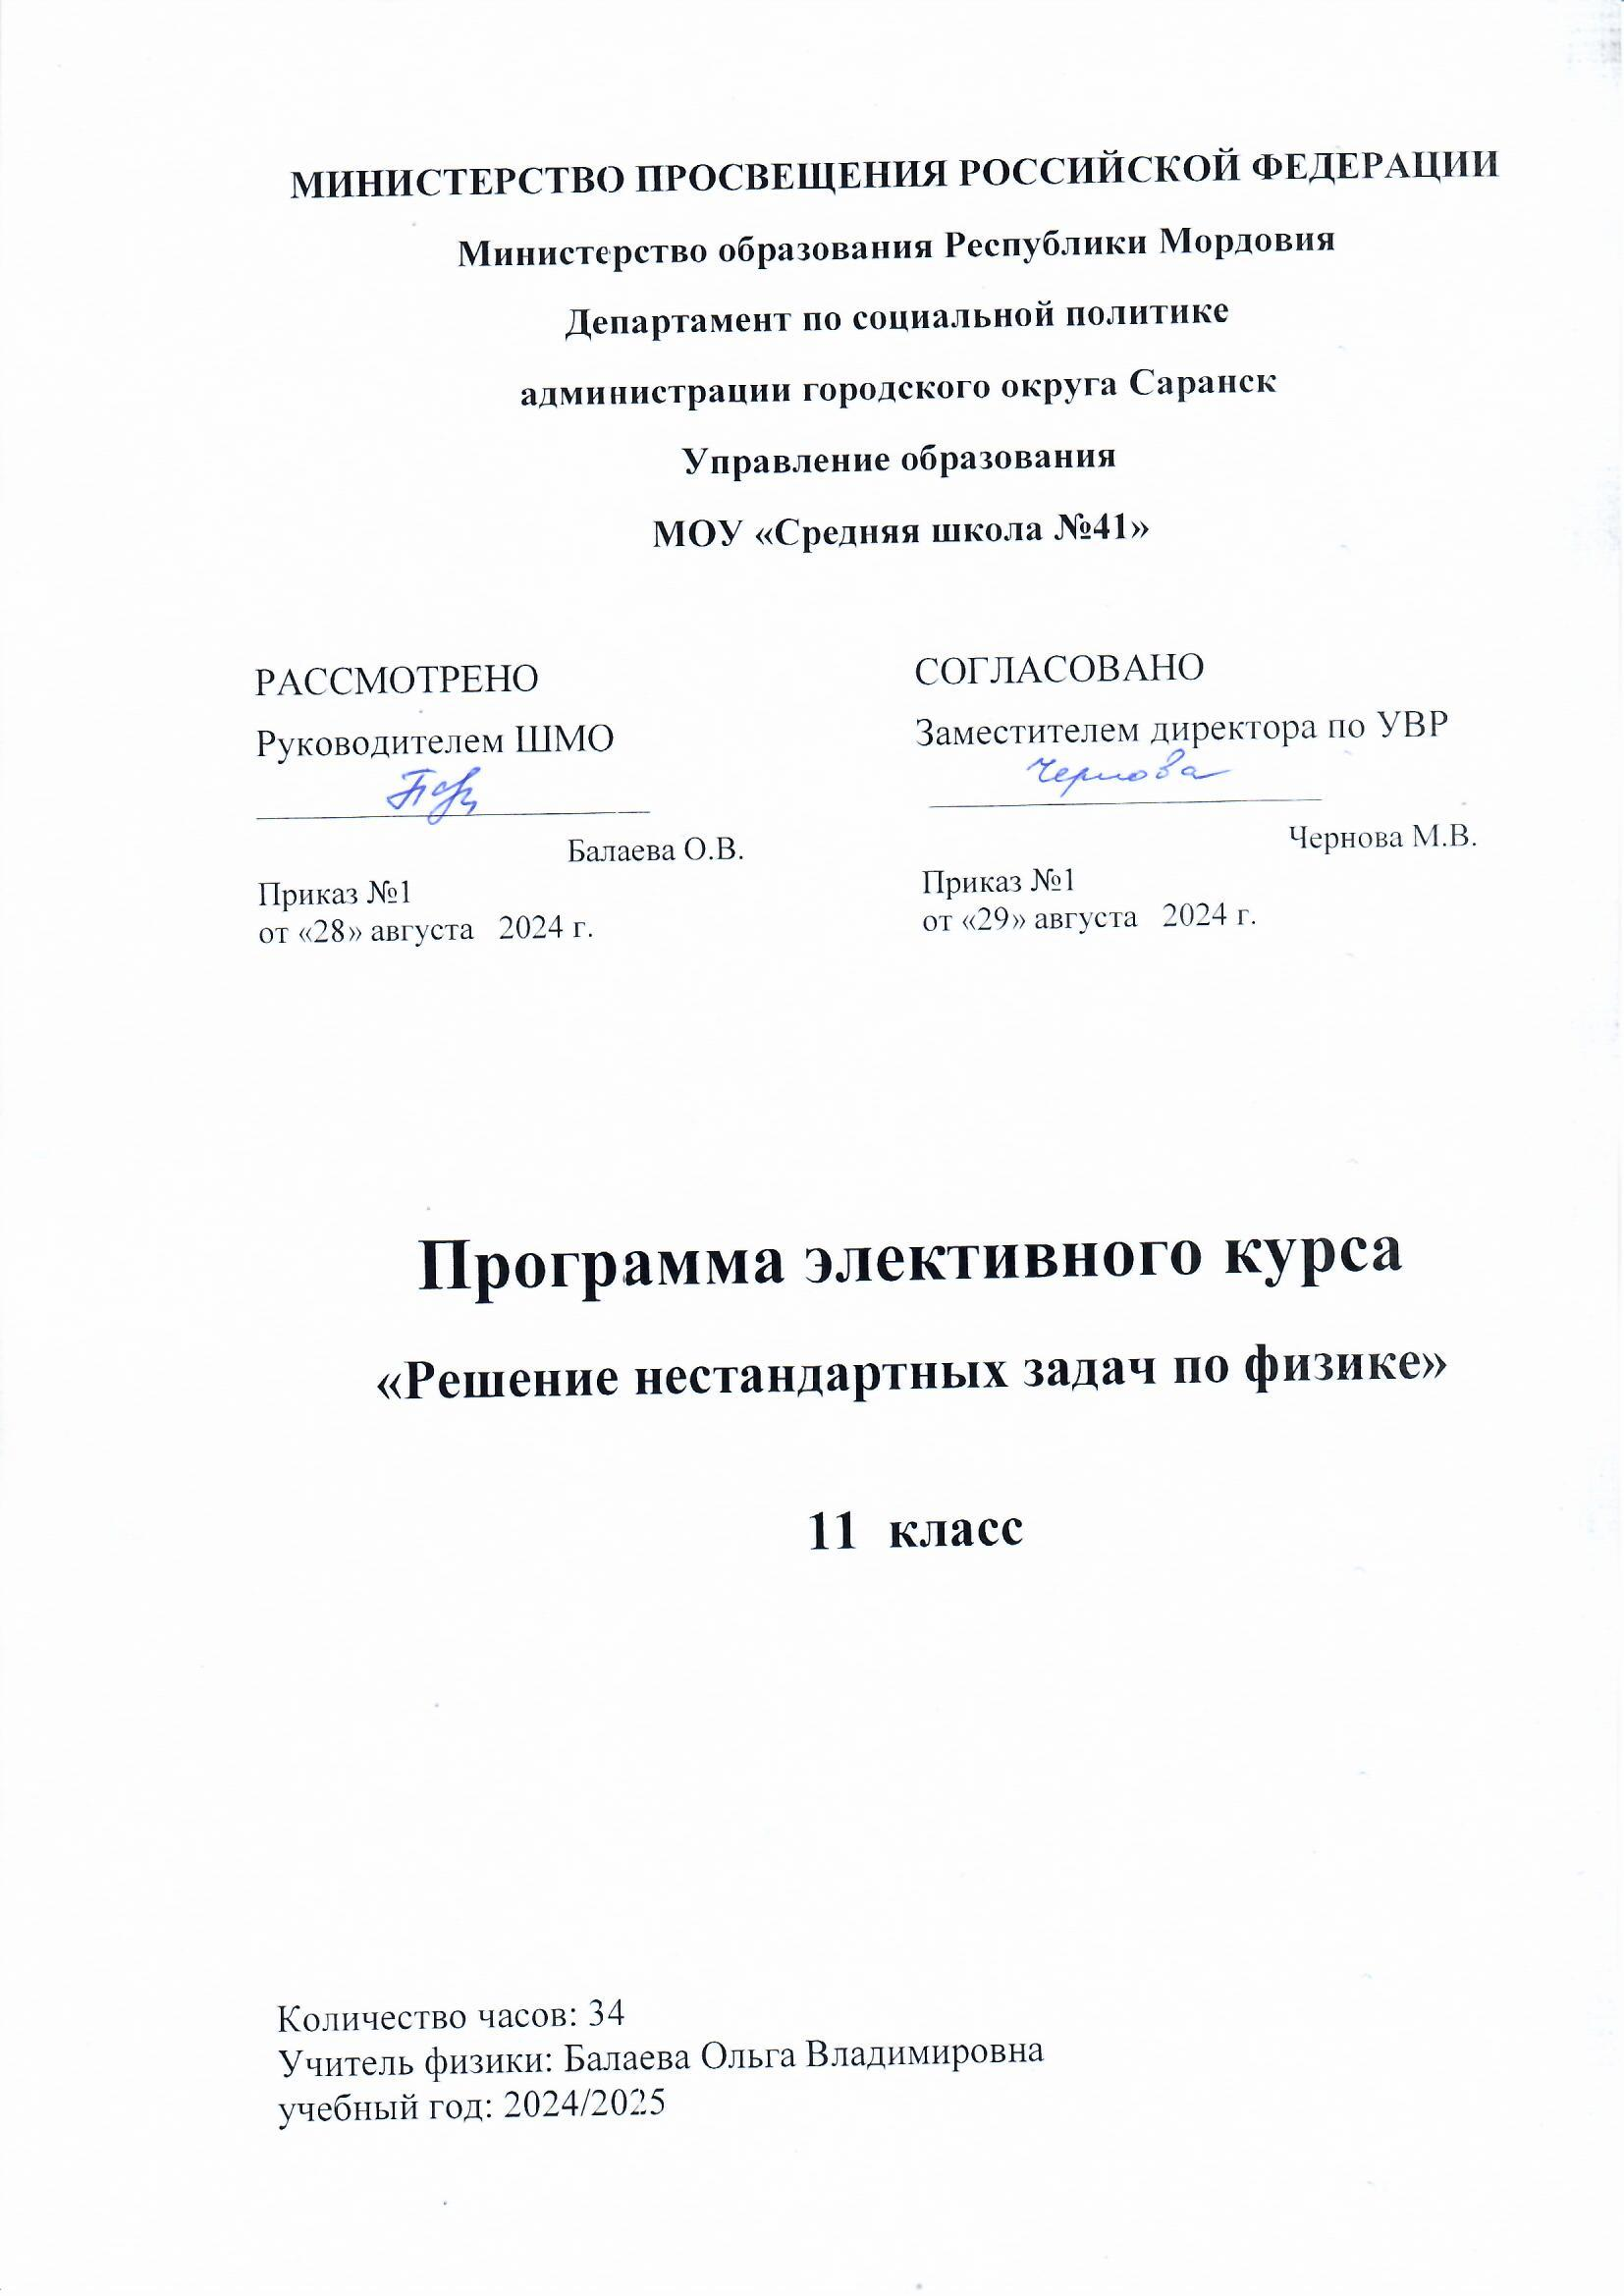 МИНИСТЕРСТВО ПРОСВЕЩЕНИЯ РОССИЙСКОЙ ФЕДЕРАЦИИ
Министерство образования Республики Мордовия
Департамент по социальной политике
администрации городского округа Саранск
Управление образования
МОУ «Средняя школа №41»
РАССМОТРЕНО
Руководителем ШМО
Балаева О.В.
Приказ №1
от «28» августа 2024 г.
СОГЛАСОВАНО
Заместителем директора по УВР
Чернова
Чернова М.В.
Приказ №1
от «29» августа 2024 г.
Программа элективного курса
«Решение нестандартных задач по физике»
11 класс
Количество часов: 34
Учитель физики: Балаева Ольга Владимировна
учебный год: 2024/2025